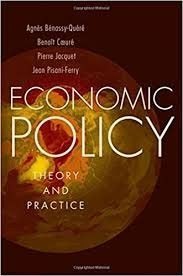 Agnès Bénassy-Quéré
Benoît Cœuré
Pierre Jacquet
Jean Pisani-Ferry
ECONOMIC
POLICY
THEORY
AND
PRACTICE